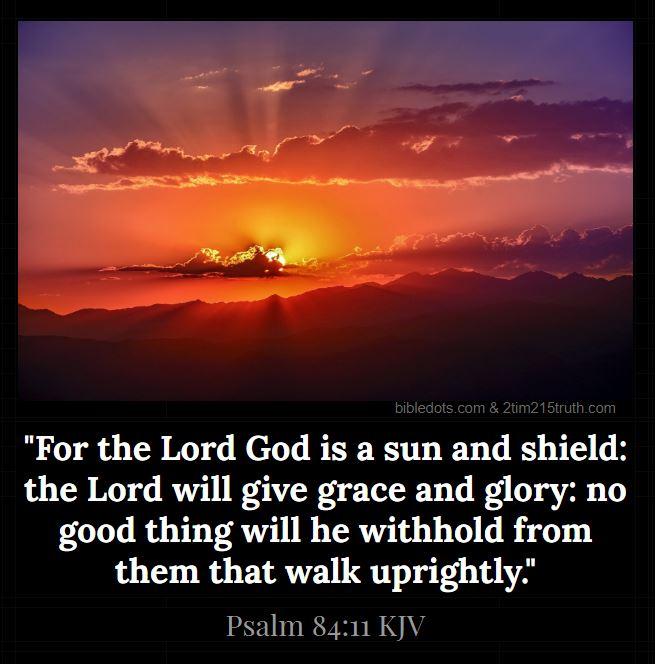 bibledots.com & 2tim215truth.com
"For the Lord God is a sun and shield:
the Lord will give grace and glory: no
good thing will he withhold from
them that walk uprightly."
Psalm 84:11 KJV